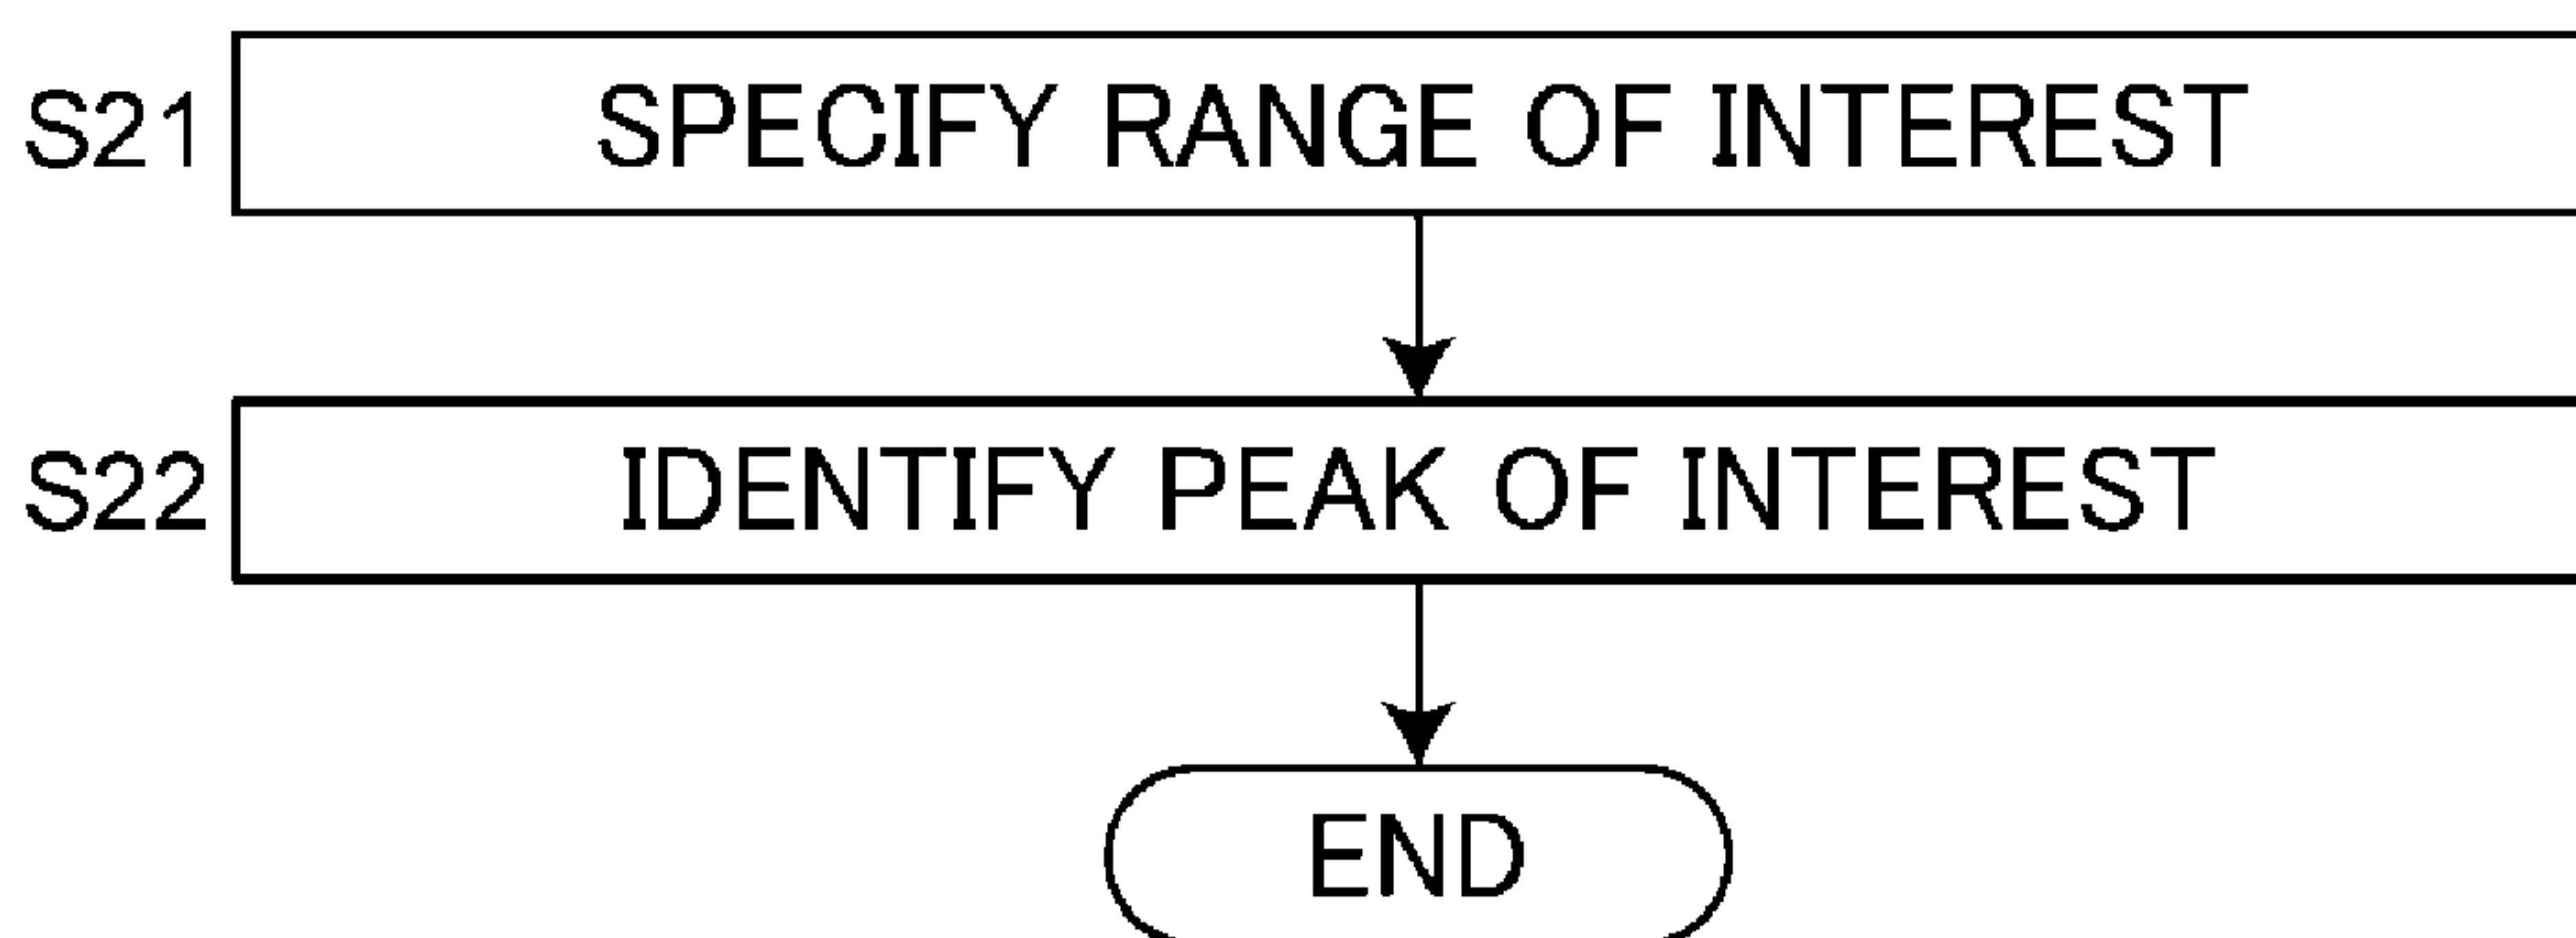 S21 SPECIFY RANGE OF INTEREST
S22 IDENTIFY PEAK OF INTEREST
END